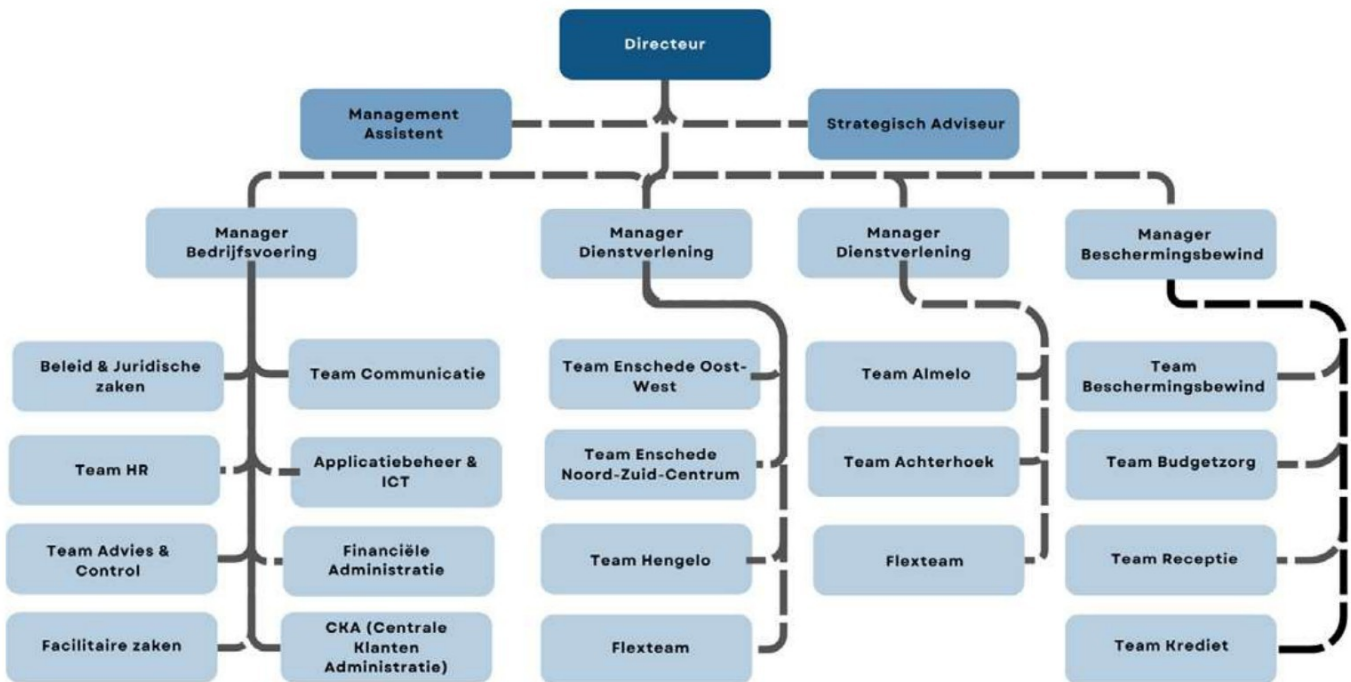 Directeur
Management
Assistent
Strategisch Adviseur
Manager
Bedrijfsvoering
Manager
Dienstverlening
Manager
Dienstverlening
Manager
Beschermingsbewind
Beleid & Juridische
zaken
Team Communicatie
Team HR
Applicatiebeheer &
ICT
Team Advies &
Control
Financiële
Administratie
Facilitaire zaken
CKA (Centrale
Klanten
Administratie)
Team Enschede Oost-
West
Team Enschede
Noord-Zuid-Centrum
Team Hengelo
Flexteam
Team Almelo
Team Achterhoek
Flexteam
Team
Beschermingsbewind
Team Budgetzorg
Team Receptie
Team Krediet